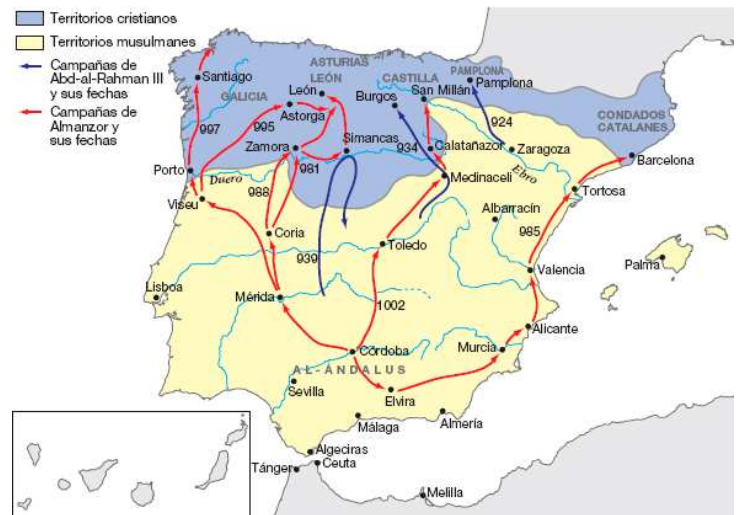 Territorios cristianos
Territorios musulmanes
Campañas de
Abd-al-Rahman III
y sus fechas
Campañas de
Almanzor y
sus fechas
ASTURIAS
LEÓN
GALICIA
CASTILLA
PAMPLONA
CONDADOS
CATALANES
Santiago
León
Astorga
Burgos
San Millán
Pamplona
997
995
924
934
Zamora
Simancas
981
Calatañazor
Zaragoza
Barcelona
Porto
Duero
988
Medinaceli
Ebro
Tortosa
Viseu
Coria
Albarracín
985
939
Toledo
Lisboa
Mérida
Valencia
Palma
1002
Alicante
Córdoba
Murcia
AL-ÁNDALUS
Sevilla
Elvira
Málaga
Almería
Algeciras
Tánger
Ceuta
Melilla